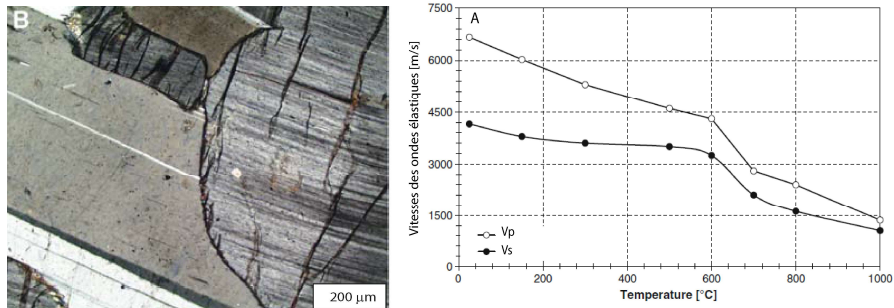 B
200 µm
A
Vitesses des ondes élastiques [m/s]
7500
6000
4500
3000
1500
0
Vp
Vs
0
200
400
600
800
1000
Temperature [°C]